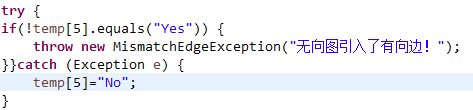 try {
if(!temp[5].equals("Yes")) {
    throw new MismatchEdgeException("无向图引入了有向边！");
}}catch (Exception e) {
    temp[5]="No";
}